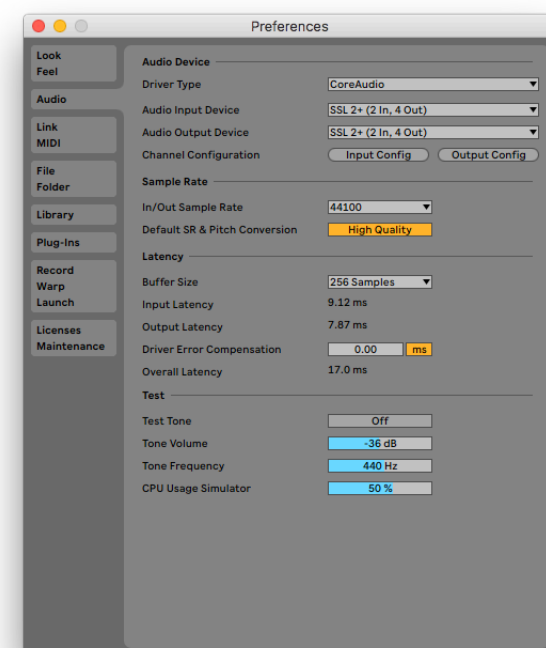 Preferences
Look
Feel
Audio
Link
MIDI
File
Folder
Library
Plug-Ins
Record
Warp
Launch
Licenses
Maintenance
Audio Device
Driver Type CoreAudio
Audio Input Device SSL 2+ (2 In, 4 Out)
Audio Output Device SSL 2+ (2 In, 4 Out)
Channel Configuration Input Config Output Config
Sample Rate
In/Out Sample Rate 44100
Default SR & Pitch Conversion High Quality
Latency
Buffer Size 256 Samples
Input Latency 9.12 ms
Output Latency 7.87 ms
Driver Error Compensation 0.00 ms
Overall Latency 17.0 ms
Test
Test Tone Off
Tone Volume -36 dB
Tone Frequency 440 Hz
CPU Usage Simulator 50 %